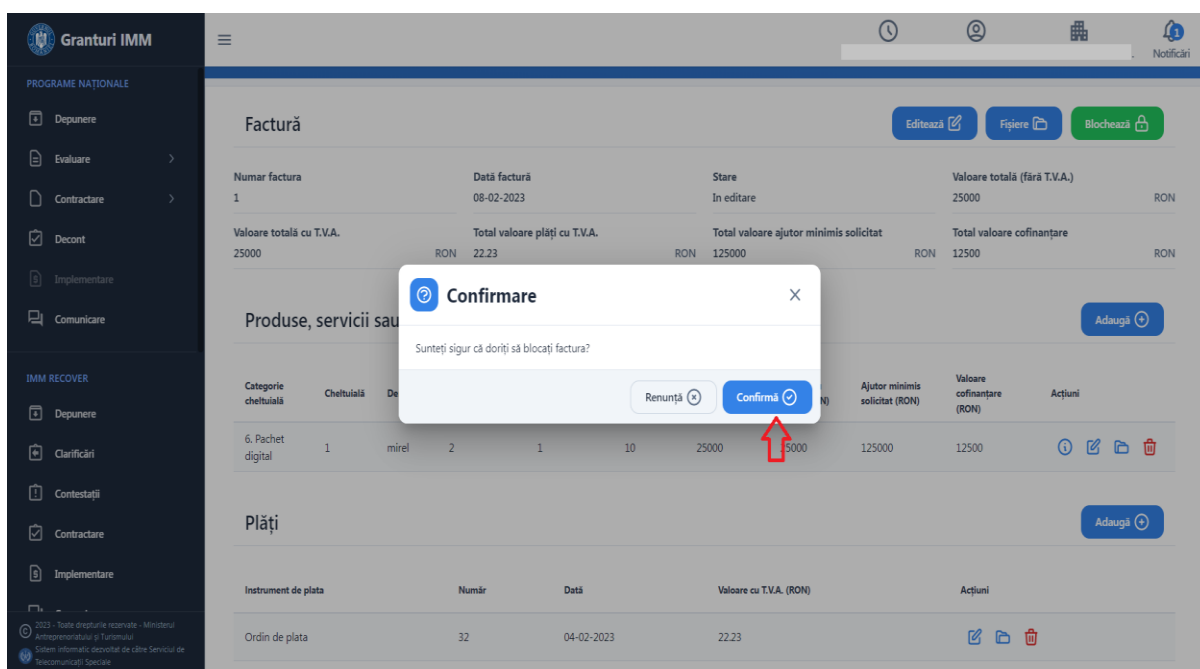 Granturi IMM
1
Notificări
PROGRAME NAȚIONALE
Depunere
Evaluare
Contractare
Decont
Implementare
Comunicare
IMM RECOVER
Depunere
Clarificări
Contestații
Contractare
Implementare
2023 - Toate drepturile rezervate - Ministerul
Antreprenoriatului și Turismului
Sistem informatic dezvoltat de către Serviciul de
Telecomunicații Speciale
Factură
Editează
Fișiere
Blochează
Numar factura
Dată factură
Stare
Valoare totală (fără T.V.A.)
1
08-02-2023
In editare
25000 RON
Valoare totală cu T.V.A.
Total valoare plăți cu T.V.A.
Total valoare ajutor minimis solicitat
Total valoare cofinanțare
25000 RON
22.23 RON
125000 RON
12500 RON
Confirmare
Sunteți sigur că doriți să blocați factura?
Renunță
Confirmă
Produse, servicii sau
Adaugă
Categorie
cheltuială
Cheltuială
De
N)
Ajutor minimis
solicitat (RON)
Valoare
cofinanțare
(RON)
Acțiuni
6. Pachet
digital
1 mirel 2 1 10 25000 25000 125000 12500
Plăți
Adaugă
Instrument de plata Număr Dată Valoare cu T.V.A. (RON) Acțiuni
Ordin de plata 32 04-02-2023 22.23